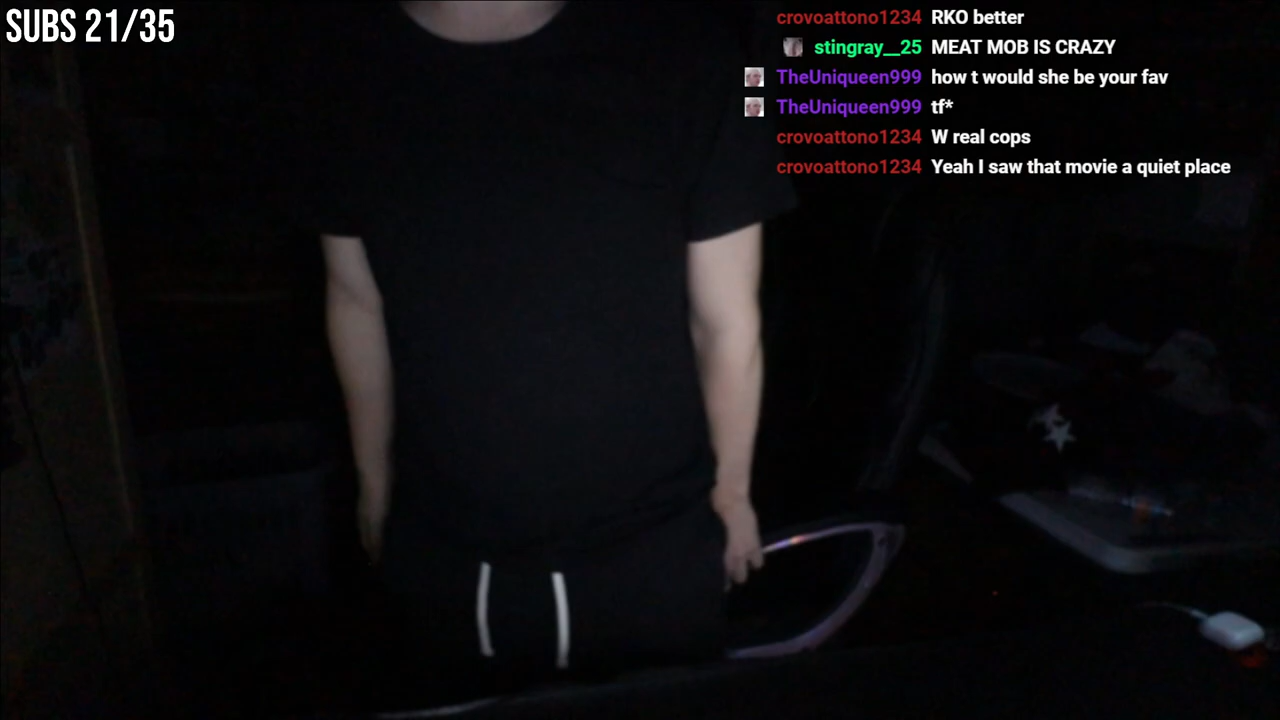 SUBS 21/35
crovoattono1234 RKO better
stingray__25 MEAT MOB IS CRAZY
TheUniqueen999 how t would she be your fav
TheUniqueen999 tf*
crovoattono1234 W real cops
crovoattono1234 Yeah I saw that movie a quiet place